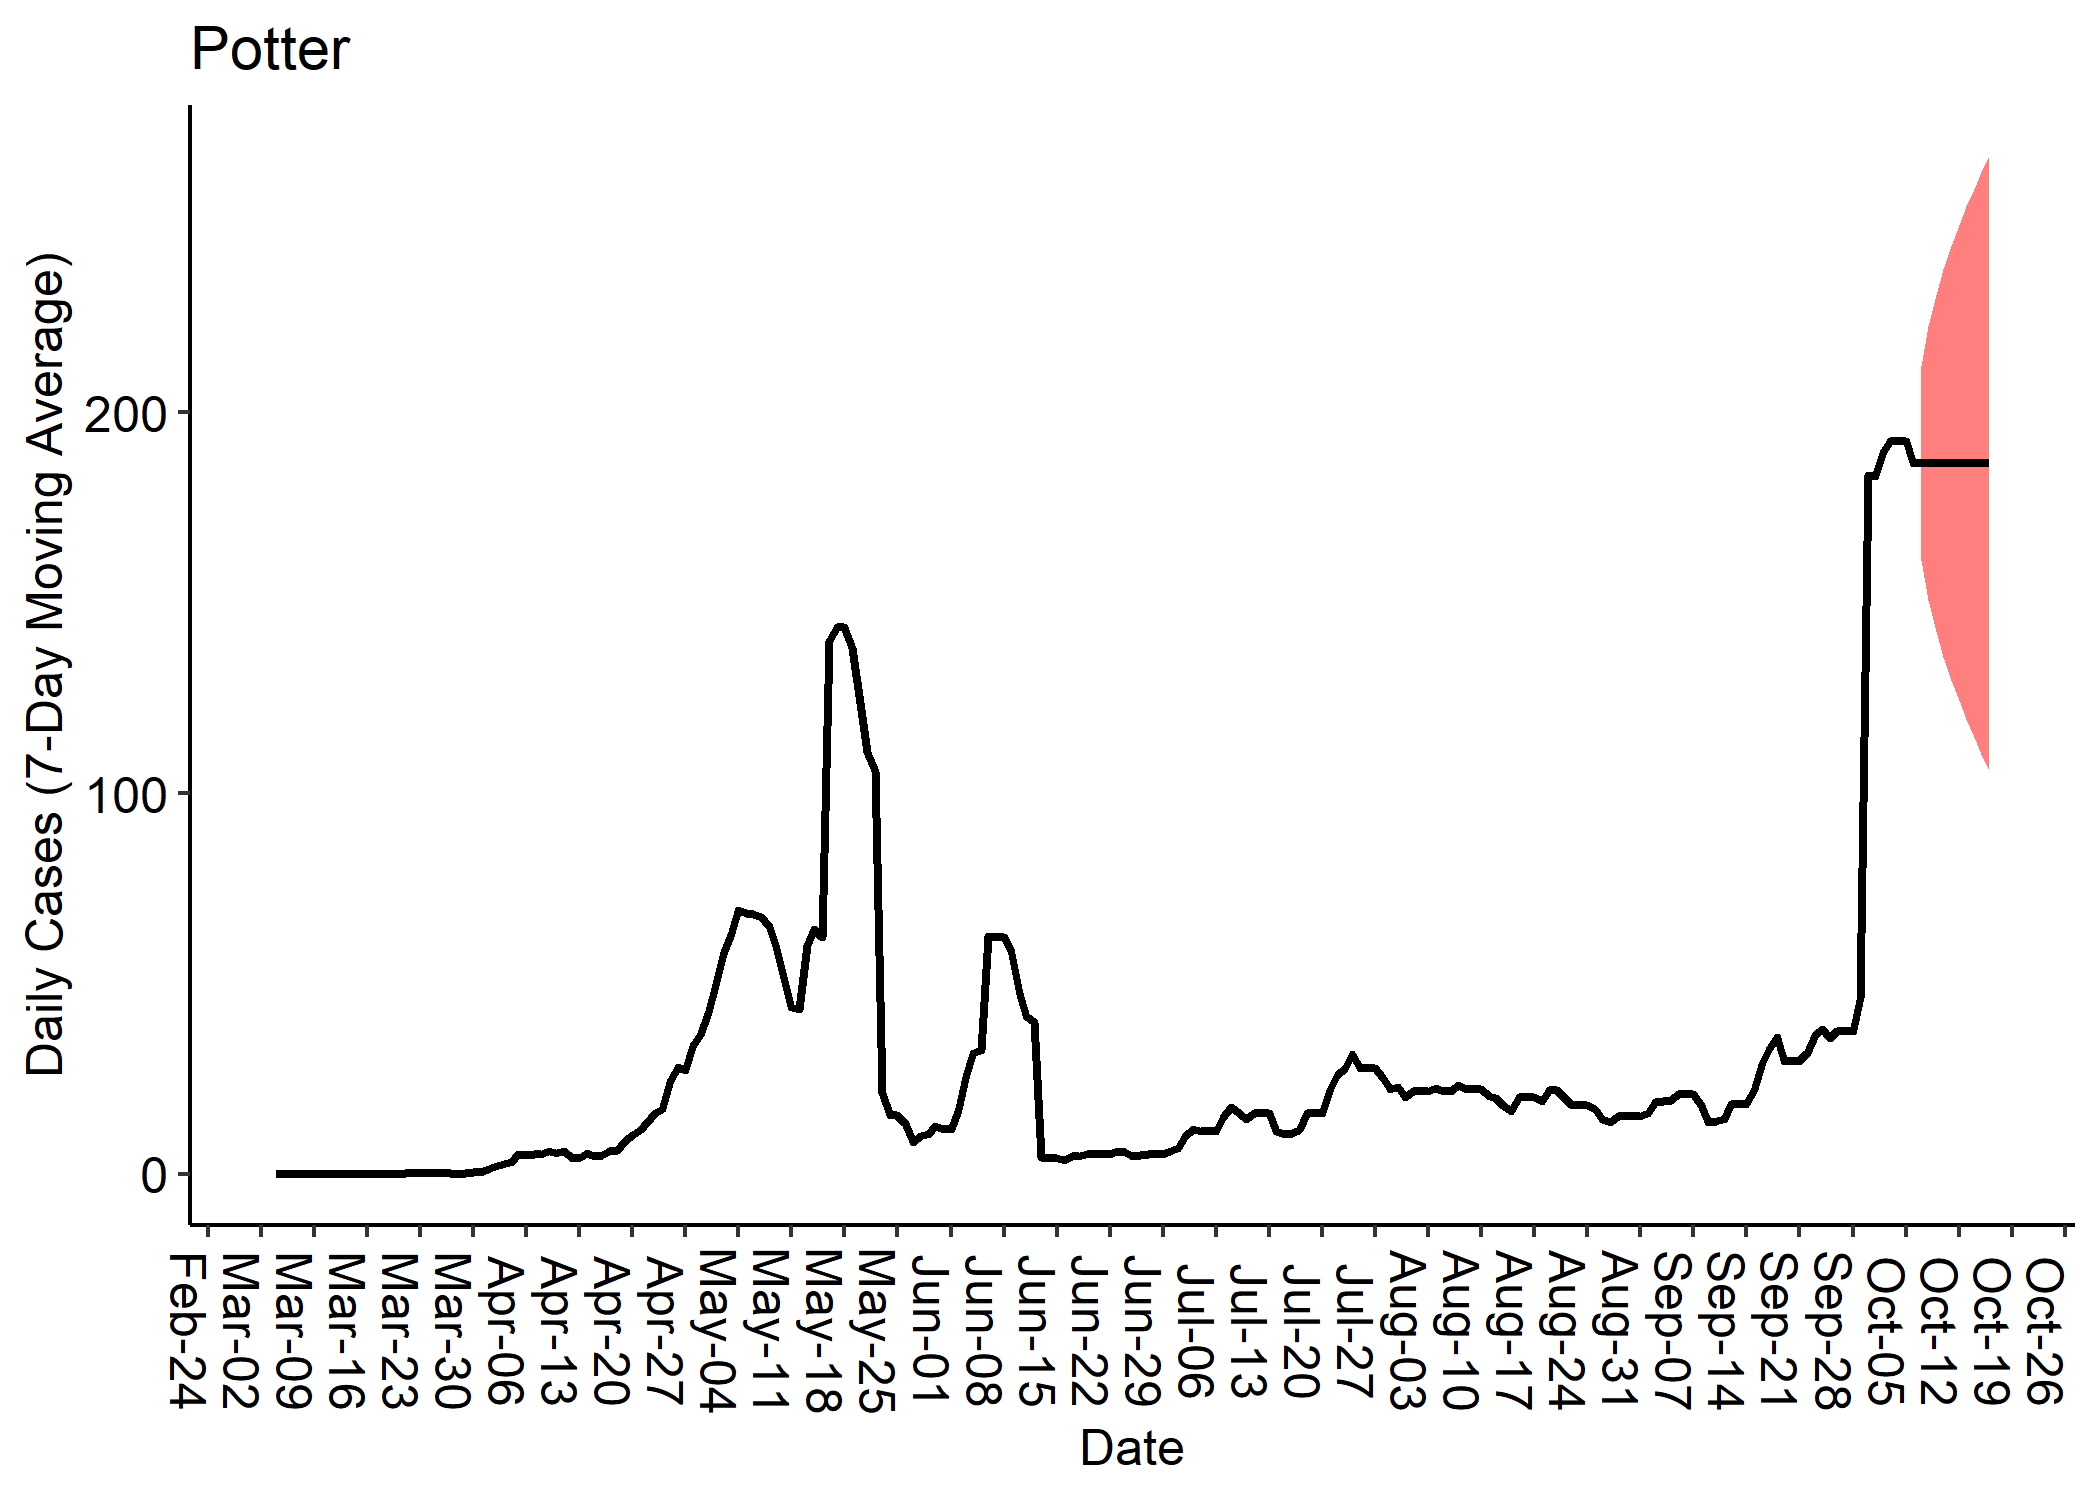 Potter
Daily Cases (7-Day Moving Average)
200
100
0
Feb-24
Mar-02
Mar-09
Mar-16
Mar-23
Mar-30
Apr-06
Apr-13
Apr-20
Apr-27
May-04
May-11
May-18
May-25
Jun-01
Jun-08
Jun-15
Jun-22
Jun-29
Jul-06
Jul-13
Jul-20
Jul-27
Aug-03
Aug-10
Aug-17
Aug-24
Aug-31
Sep-07
Sep-14
Sep-21
Sep-28
Oct-05
Oct-12
Oct-19
Oct-26
Date